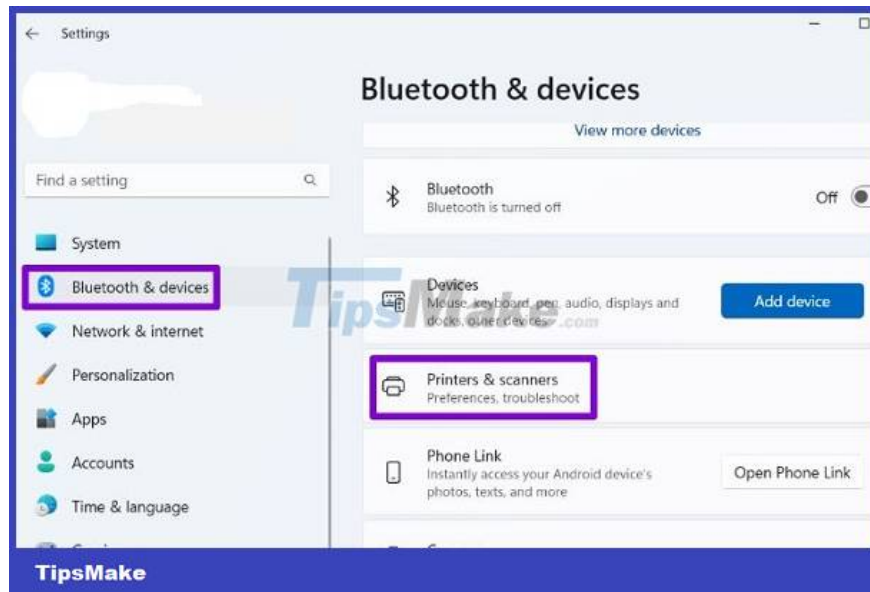 Settings
Bluetooth & devices
View more devices
Find a setting
Bluetooth
Bluetooth is turned off
Off
System
Bluetooth & devices
Network & internet
Personalization
Apps
Accounts
Time & language
Devices
Mouse, keyboard, pen, audio, displays and
docks, other devices
Add device
TipsMake.com
Printers & scanners
Preferences, troubleshoot
Phone Link
Instantly access your Android device's
photos, texts, and more
Open Phone Link
TipsMake